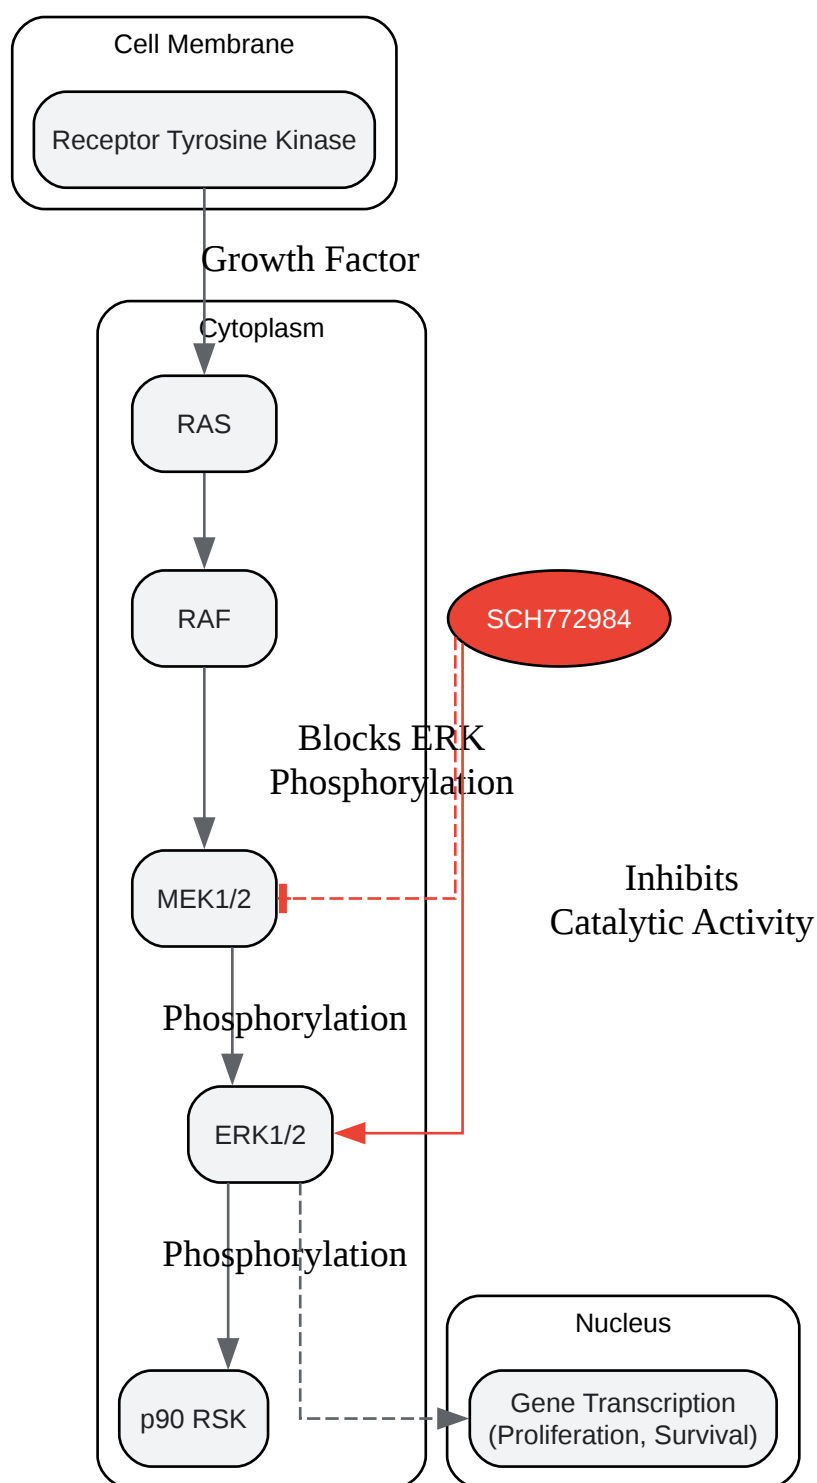 Cell Membrane
Receptor Tyrosine Kinase
Growth Factor
Cytoplasm
RAS
RAF
SCH772984
Blocks ERK
Phosphorylation
MEK1/2
Inhibits
Catalytic Activity
Phosphorylation
ERK1/2
Phosphorylation
Nucleus
p90 RSK
Gene Transcription
(Proliferation, Survival)